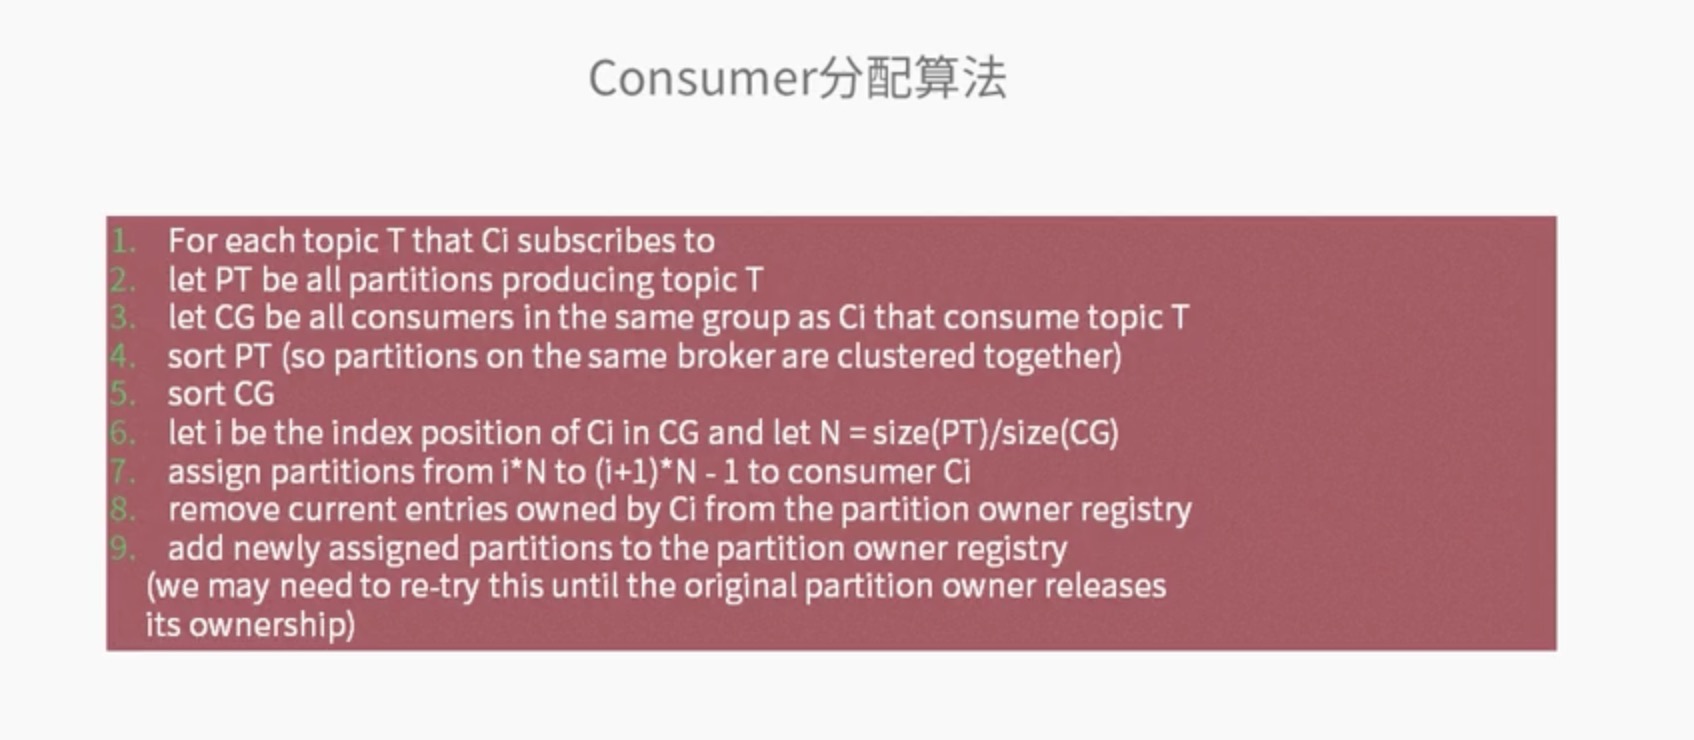 Consumer分配算法
1. For each topic T that Ci subscribes to
2. let PT be all partitions producing topic T
3. let CG be all consumers in the same group as Ci that consume topic T
4. sort PT (so partitions on the same broker are clustered together)
5. sort CG
6. let i be the index position of Ci in CG and let N = size(PT)/size(CG)
7. assign partitions from i*N to (i+1)*N - 1 to consumer Ci
8. remove current entries owned by Ci from the partition owner registry
9. add newly assigned partitions to the partition owner registry
(we may need to re-try this until the original partition owner releases
its ownership)